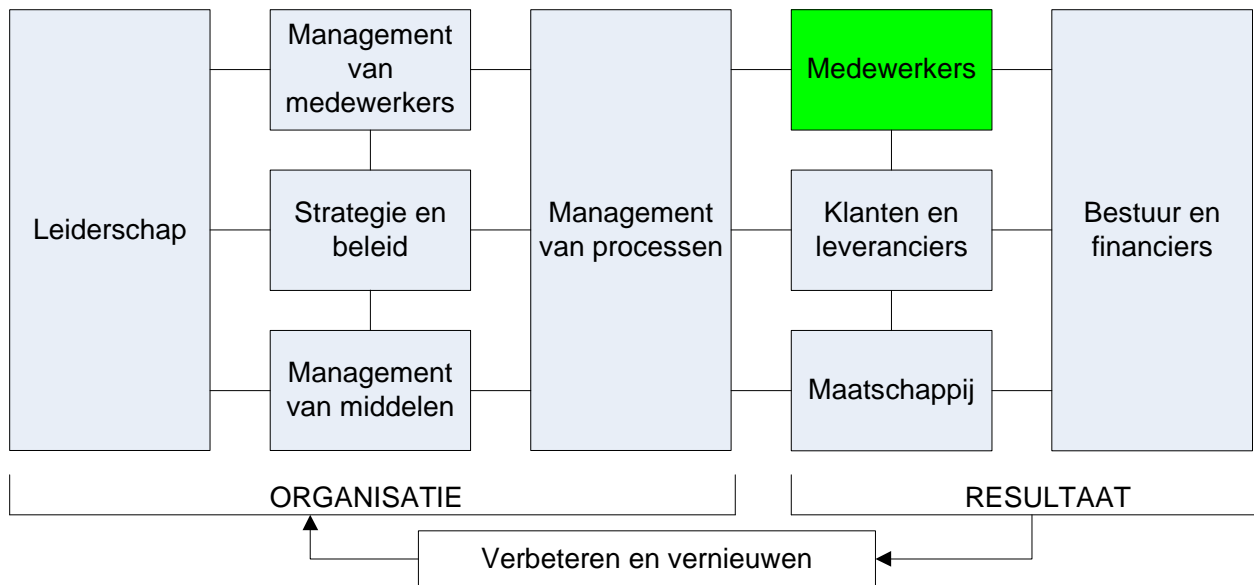 Leiderschap
Management
van
medewerkers
Strategie en
beleid
Management
van middelen
Management
van processen
Medewerkers
Klanten en
leveranciers
Maatschappij
Bestuur en
financiers
ORGANISATIE
RESULTAAT
Verbeteren en vernieuwen